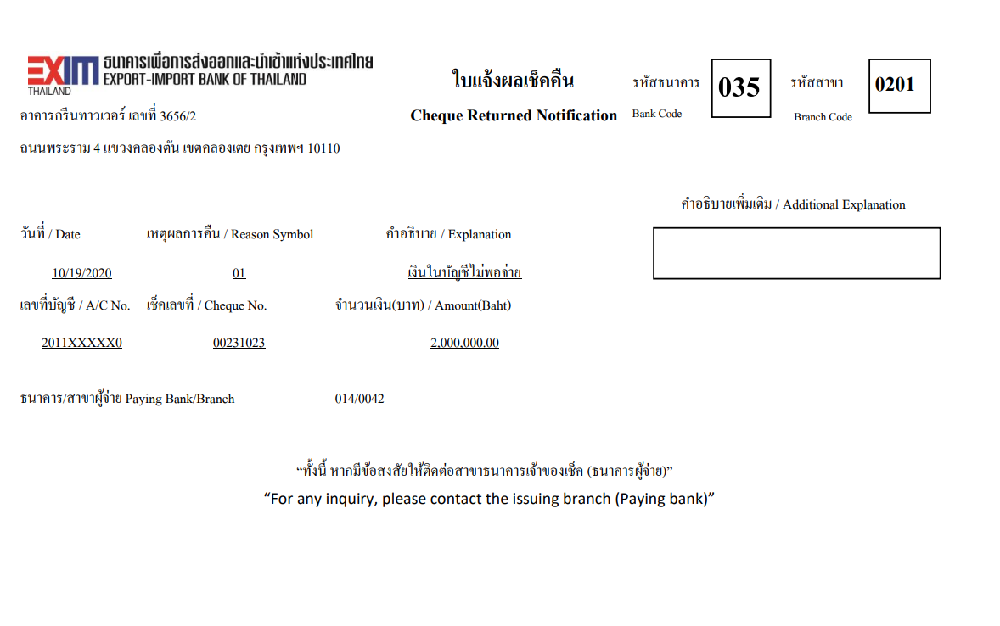 EXIM ธนาคารเพื่อการส่งออกและนำเข้าแห่งประเทศไทย
THAILAND EXPORT-IMPORT BANK OF THAILAND
อาคารกรีนทาวเวอร์ เลขที่ 3656/2
ถนนพระราม 4 แขวงคลองตัน เขตคลองเตย กรุงเทพฯ 10110
ใบแจ้งผลเช็คคืน
Cheque Returned Notification
รหัสธนาคาร 035 รหัสสาขา 0201
Bank Code Branch Code
คำอธิบายเพิ่มเติม / Additional Explanation
วันที่ / Date เหตุผลการคืน / Reason Symbol คำอธิบาย / Explanation
10/19/2020 01 เงินในบัญชีไม่พอจ่าย
เลขที่บัญชี / A/C No. เช็คเลขที่ / Cheque No. จำนวนเงิน(บาท) / Amount(Baht)
2011XXXXX0 00231023 2,000,000.00
ธนาคาร/สาขาผู้จ่าย Paying Bank/Branch 014/0042
“ทั้งนี้ หากมีข้อสงสัยให้ติดต่อสาขาธนาคารเจ้าของเช็ค (ธนาคารผู้จ่าย)”
“For any inquiry, please contact the issuing branch (Paying bank)”